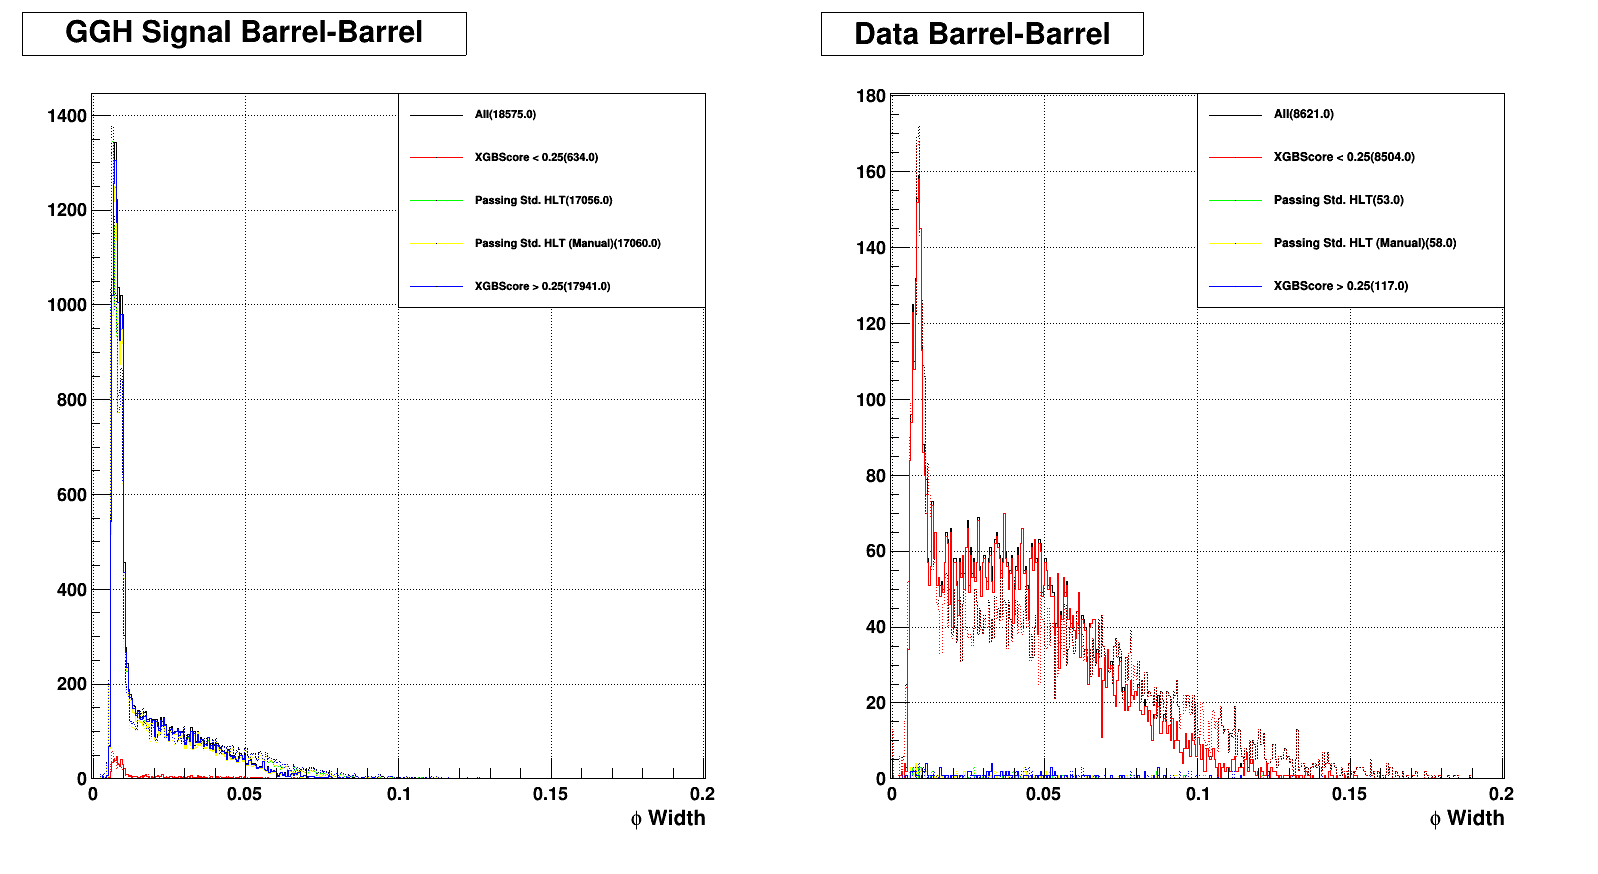 GGH Signal Barrel-Barrel
1400
1200
1000
800
600
400
200
0
All(18575.0)
XGBScore < 0.25(634.0)
Passing Std. HLT(17056.0)
Passing Std. HLT (Manual)(17060.0)
XGBScore > 0.25(17941.0)
0 0.05 0.1 0.15 0.2
ϕ Width
Data Barrel-Barrel
180
160
140
120
100
80
60
40
20
0
All(8621.0)
XGBScore < 0.25(8504.0)
Passing Std. HLT(53.0)
Passing Std. HLT (Manual)(58.0)
XGBScore > 0.25(117.0)
0 0.05 0.1 0.15 0.2
ϕ Width